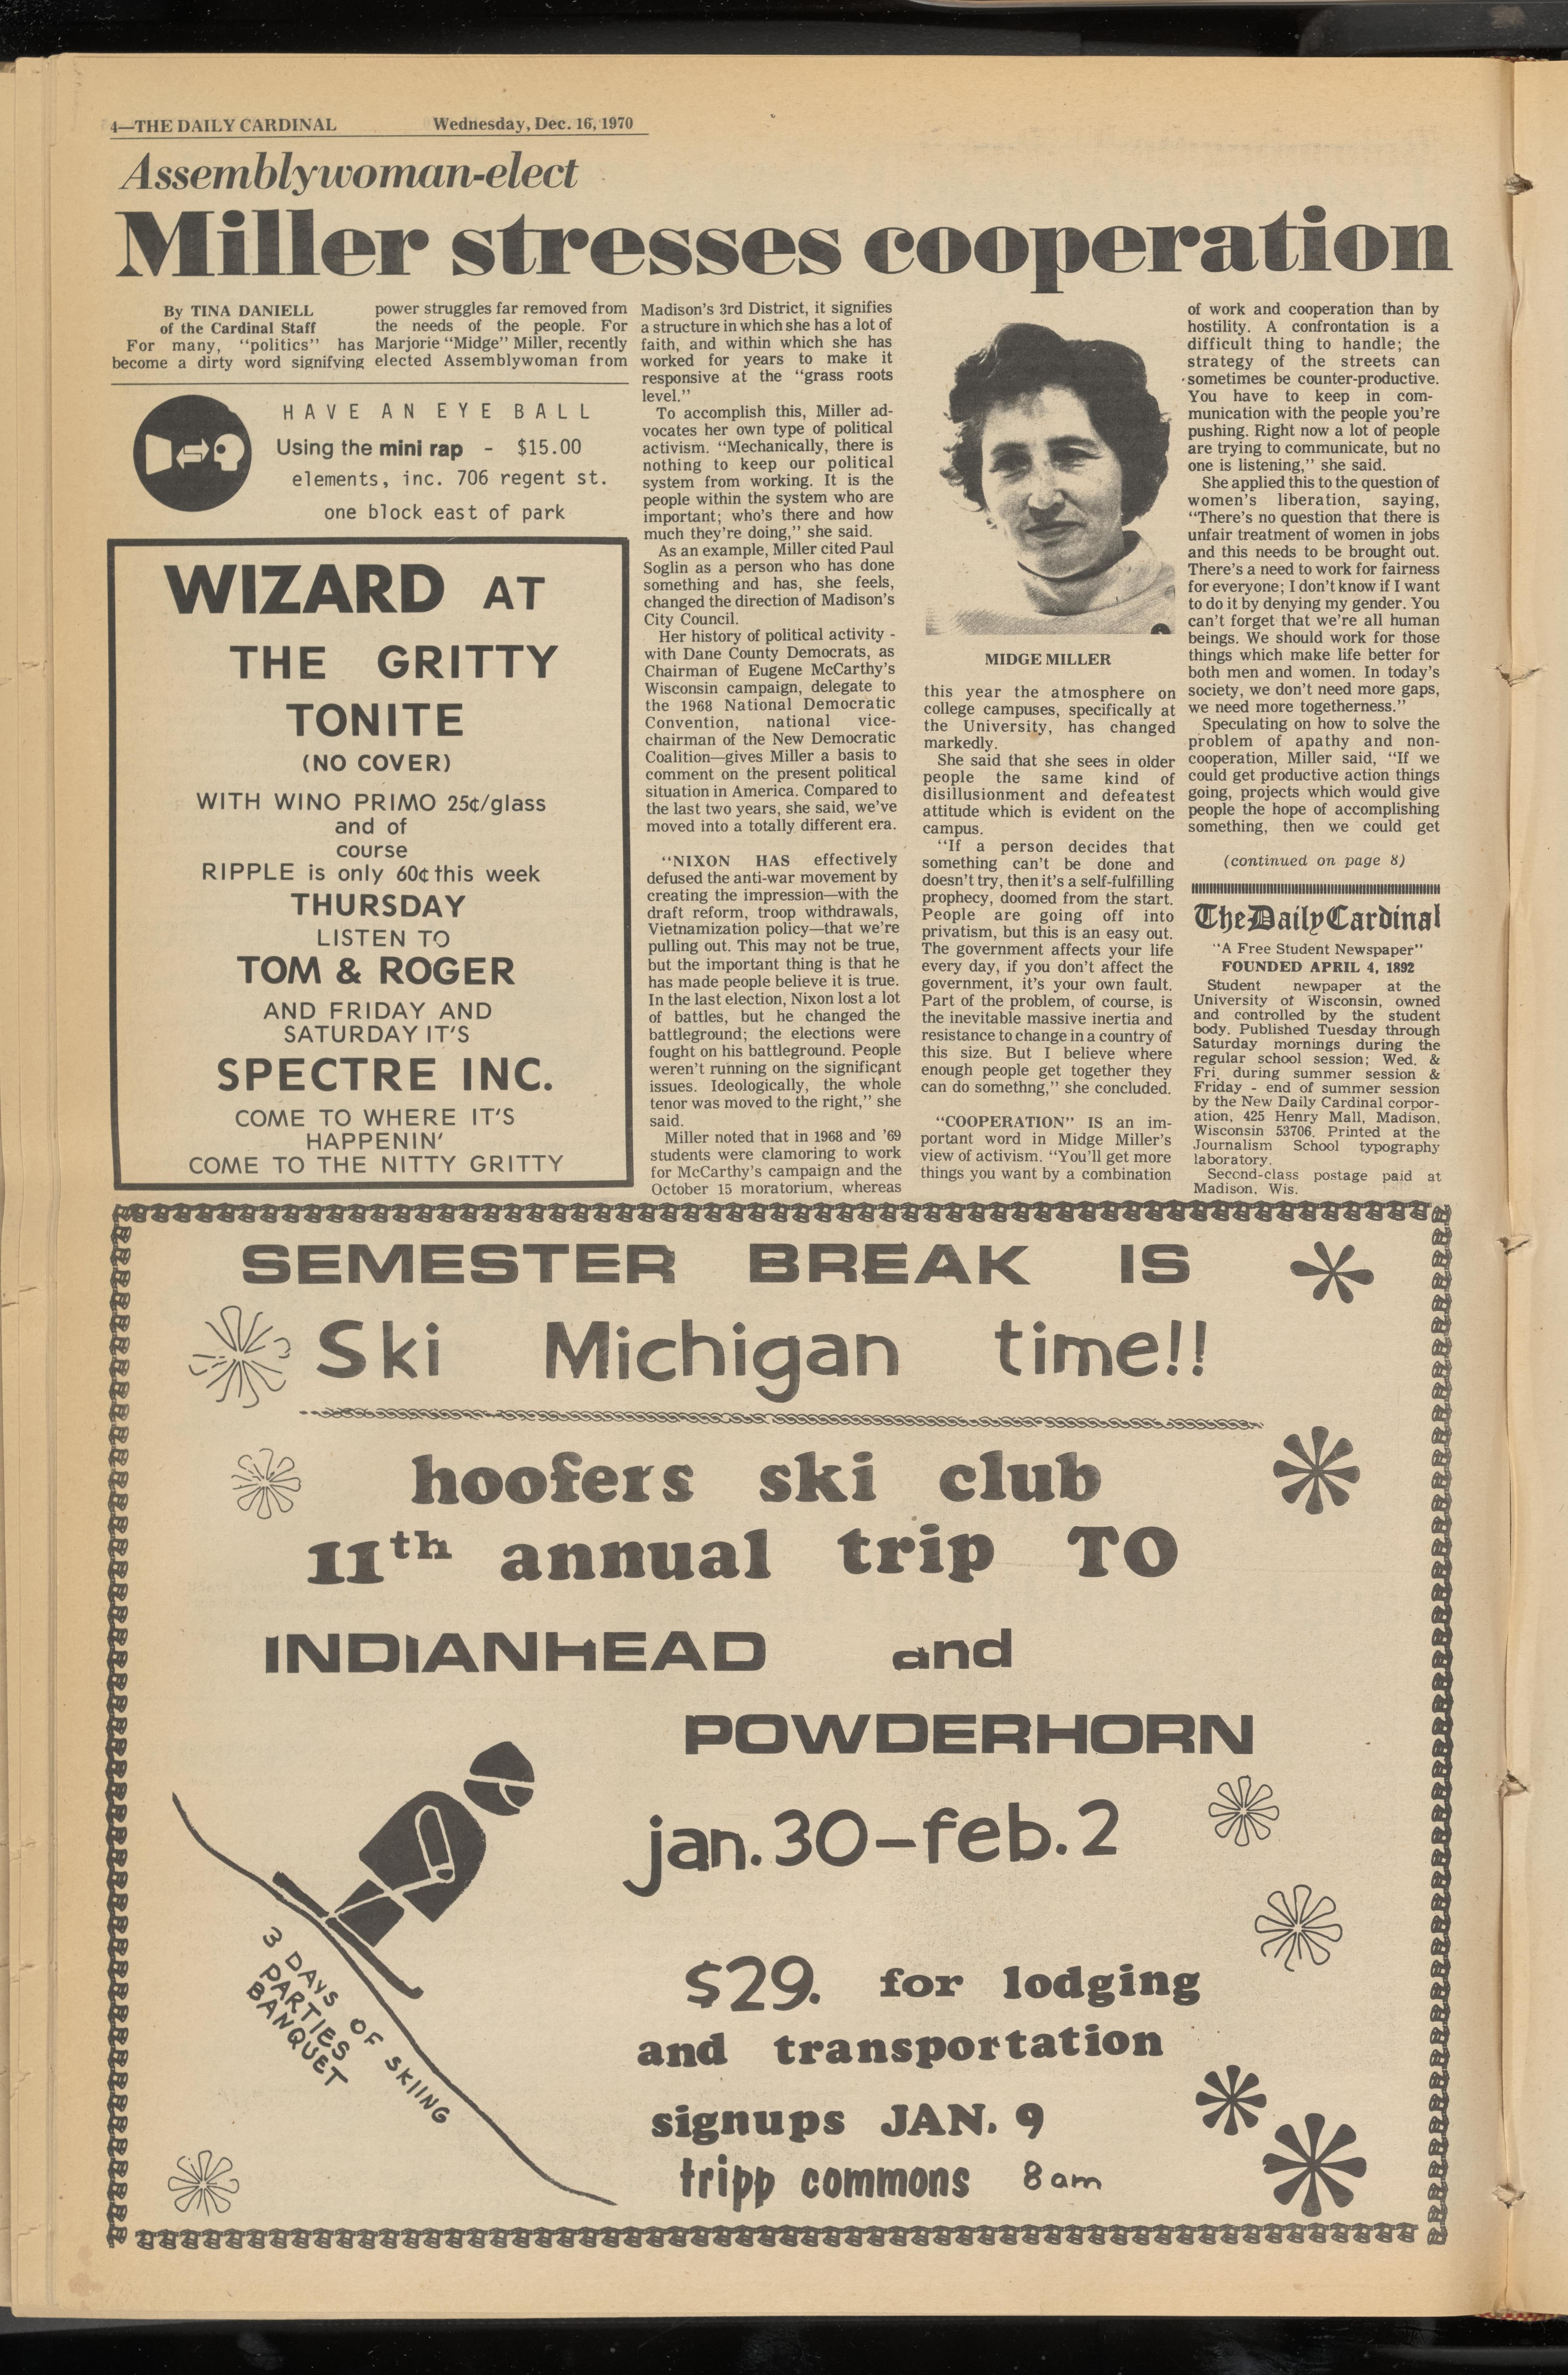 4—THE DAILY CARDINAL
Wednesday, Dec. 16, 1970
Assemblywoman-elect
Miller stresses cooperation
By TINA DANIELL
of the Cardinal Staff
For many, “politics” has
become a dirty word signifying
power struggles far removed from
the needs of the people. For
Marjorie “Midge” Miller, recently
elected Assemblywoman from
Madison's 3rd District, it signifies
a structure in which she has a lot of
faith, and within which she has
worked for years to make it
responsive at the “grass roots
level.”
To accomplish this, Miller ad-
vocates her own type of political
activism. “Mechanically, there is
nothing to keep our political
system from working. It is the
people within the system who are
important; who's there and how
much they're doing,” she said.
As an example, Miller cited Paul
Soglin as a person who has done
something and has, she feels,
changed the direction of Madison's
City Council.
Her history of political activity -
with Dane County Democrats, as
Chairman of Eugene McCarthy's
Wisconsin campaign, delegate to
the 1968 National Democratic
Convention, national vice-
chairman of the New Democratic
Coalition—gives Miller a basis to
comment on the present political
situation in America. Compared to
the last two years, she said, we've
moved into a totally different era.
“NIXON HAS effectively
defused the anti-war movement by
creating the impression—with the
draft reform, troop withdrawals,
Vietnamization policy—that we're
pulling out. This may not be true,
but the important thing is that he
has made people believe it is true.
In the last election, Nixon lost a lot
of battles, but he changed the
battleground; the elections were
fought on his battleground. People
weren't running on the significant
issues. Ideologically, the whole
tenor was moved to the right,” she
said.
Miller noted that in 1968 and '69
students were clamoring to work
for McCarthy's campaign and the
October 15 moratorium, whereas
MIDGE MILLER
this year the atmosphere on
college campuses, specifically at
the University, has changed
markedly.
She said that she sees in older
people the same kind of
disillusionment and defeatest
attitude which is evident on the
campus.
“If a person decides that
something can't be done and
doesn't try, then it's a self-fulfilling
prophecy, doomed from the start.
People are going off into
privatism, but this is an easy out.
The government affects your life
every day, if you don't affect the
government, it's your own fault.
Part of the problem, of course, is
the inevitable massive inertia and
resistance to change in a country of
this size. But I believe where
enough people get together they
can do somethng,” she concluded.
“COOPERATION” IS an im-
portant word in Midge Miller's
view of activism. “You'll get more
things you want by a combination
of work and cooperation than by
hostility. A confrontation is a
difficult thing to handle; the
strategy of the streets can
sometimes be counter-productive.
You have to keep in com-
munication with the people you're
pushing. Right now a lot of people
are trying to communicate, but no
one is listening,” she said.
She applied this to the question of
women's liberation, saying,
“There's no question that there is
unfair treatment of women in jobs
and this needs to be brought out.
There's a need to work for fairness
for everyone; I don't know if I want
to do it by denying my gender. You
can't forget that we're all human
beings. We should work for those
things which make life better for
both men and women. In today's
society, we don't need more gaps,
we need more togetherness.”
Speculating on how to solve the
problem of apathy and non-
cooperation, Miller said, “If we
could get productive action things
going, projects which would give
people the hope of accomplishing
something, then we could get
(continued on page 8)
The Daily Cardinal
“A Free Student Newspaper”
FOUNDED APRIL 4, 1892
Student newspaper at the
University of Wisconsin, owned
and controlled by the student
body. Published Tuesday through
Saturday mornings during the
regular school session; Wed. &
Fri. during summer session &
Friday - end of summer session
by the New Daily Cardinal corpor-
ation, 425 Henry Mall, Madison,
Wisconsin 53706. Printed at the
Journalism School typography
laboratory.
Second-class postage paid at
Madison, Wis.
HAVE AN EYE BALL
Using the mini rap - $15.00
elements, inc. 706 regent st.
one block east of park
WIZARD AT
THE GRITTY
TONITE
(NO COVER)
WITH WINO PRIMO 25¢/glass
and of
course
RIPPLE is only 60¢ this week
THURSDAY
LISTEN TO
TOM & ROGER
AND FRIDAY AND
SATURDAY IT'S
SPECTRE INC.
COME TO WHERE IT'S
HAPPENIN'
COME TO THE NITTY GRITTY
SEMESTER BREAK IS
Ski Michigan time!!
hoofers ski club
11th annual trip TO
INDIANHEAD and
POWDERHORN
jan. 30-feb. 2
3 DAYS OF SKIING
PARTIES
BANQUET
$29. for lodging
and transportation
signups JAN. 9
tripp commons 8 am